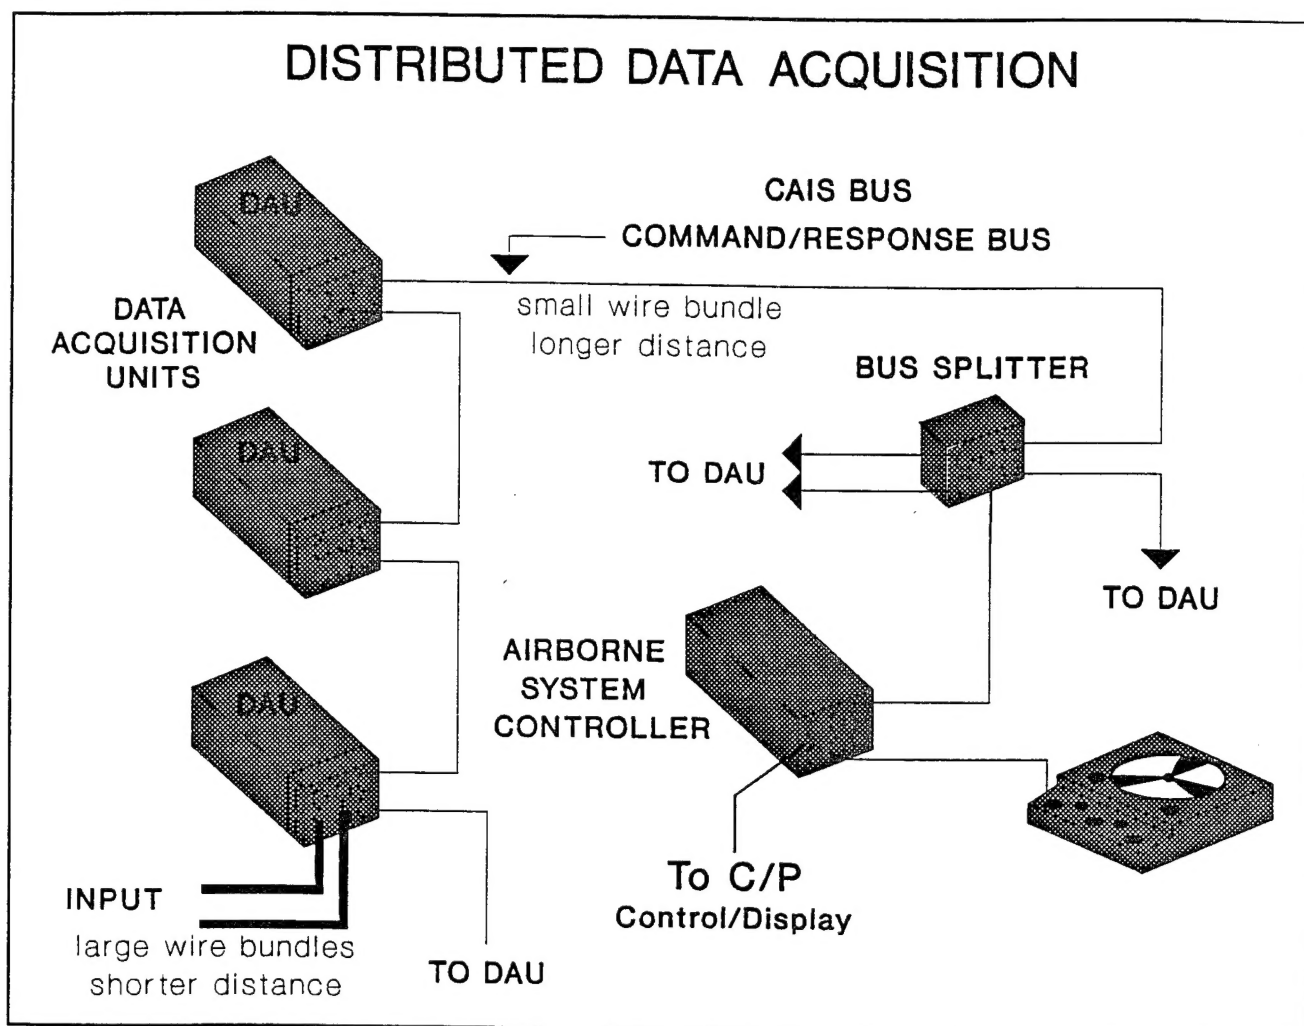 DISTRIBUTED DATA ACQUISITION
DAU
CAIS BUS
COMMAND/RESPONSE BUS
small wire bundle
longer distance
DATA
ACQUISITION
UNITS
BUS SPLITTER
DAU
TO DAU
TO DAU
AIRBORNE
SYSTEM
CONTROLLER
DAU
To C/P
Control/Display
INPUT
large wire bundles
shorter distance
TO DAU